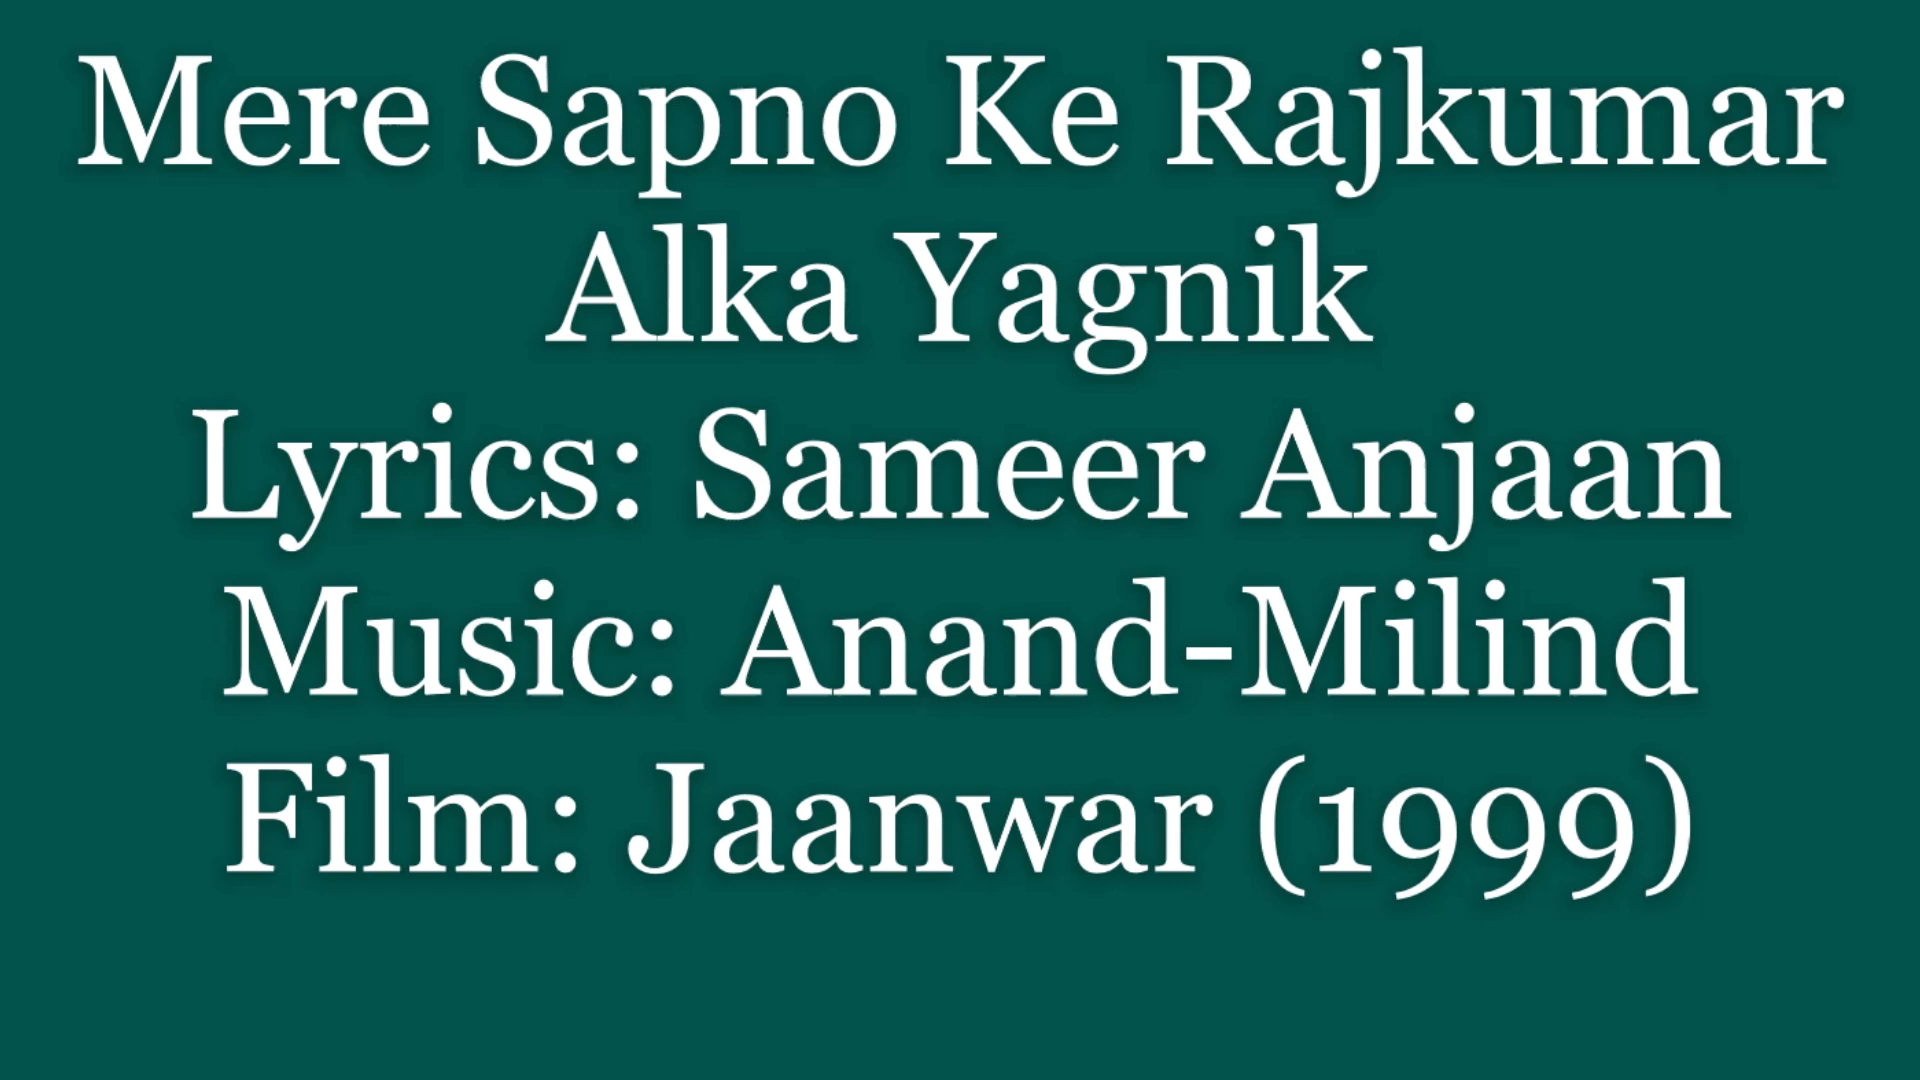 Mere Sapno Ke Rajkumar
Alka Yagnik
Lyrics: Sameer Anjaan
Music: Anand-Milind
Film: Jaanwar (1999)